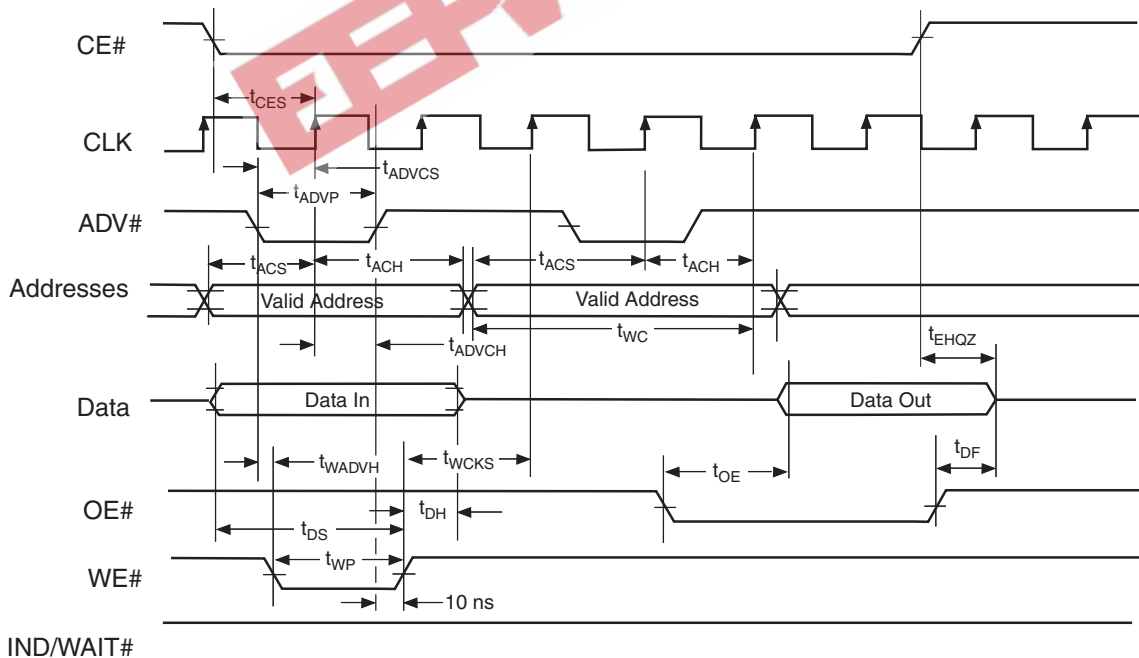 CE#
tCES
CLK
tADVCS
tADVP
ADV#
tACS
tACH
tACS
tACH
Addresses
Valid Address
Valid Address
tWC
tADVCH
tEHQZ
Data
Data In
Data Out
tWADVH
tWCKS
tOE
tDF
OE#
tDH
tDS
tWP
WE#
10 ns
IND/WAIT#